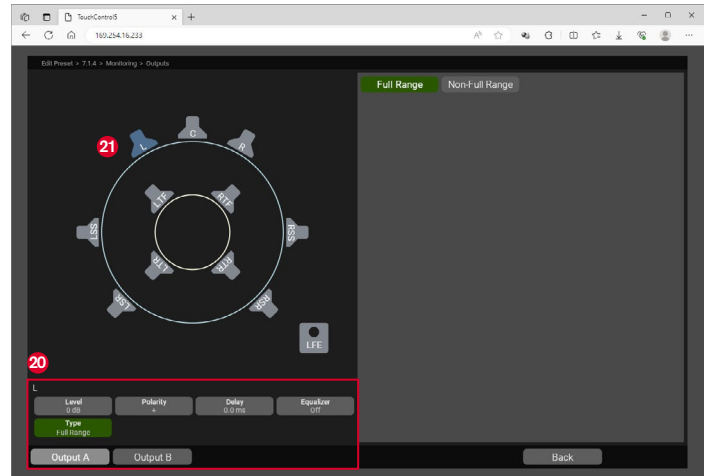 TouchControl5
169.254.16.233
Edit Preset > 7.1.4 > Monitoring > Outputs
Full Range
Non-Full Range
21
L
C
R
LTF
RTF
LSS
RSS
LTR
RTR
LSR
RSR
LFE
20
L
Level
0 dB
Polarity
+
Delay
0.0 ms
Equalizer
Off
Type
Full Range
Output A
Output B
Back